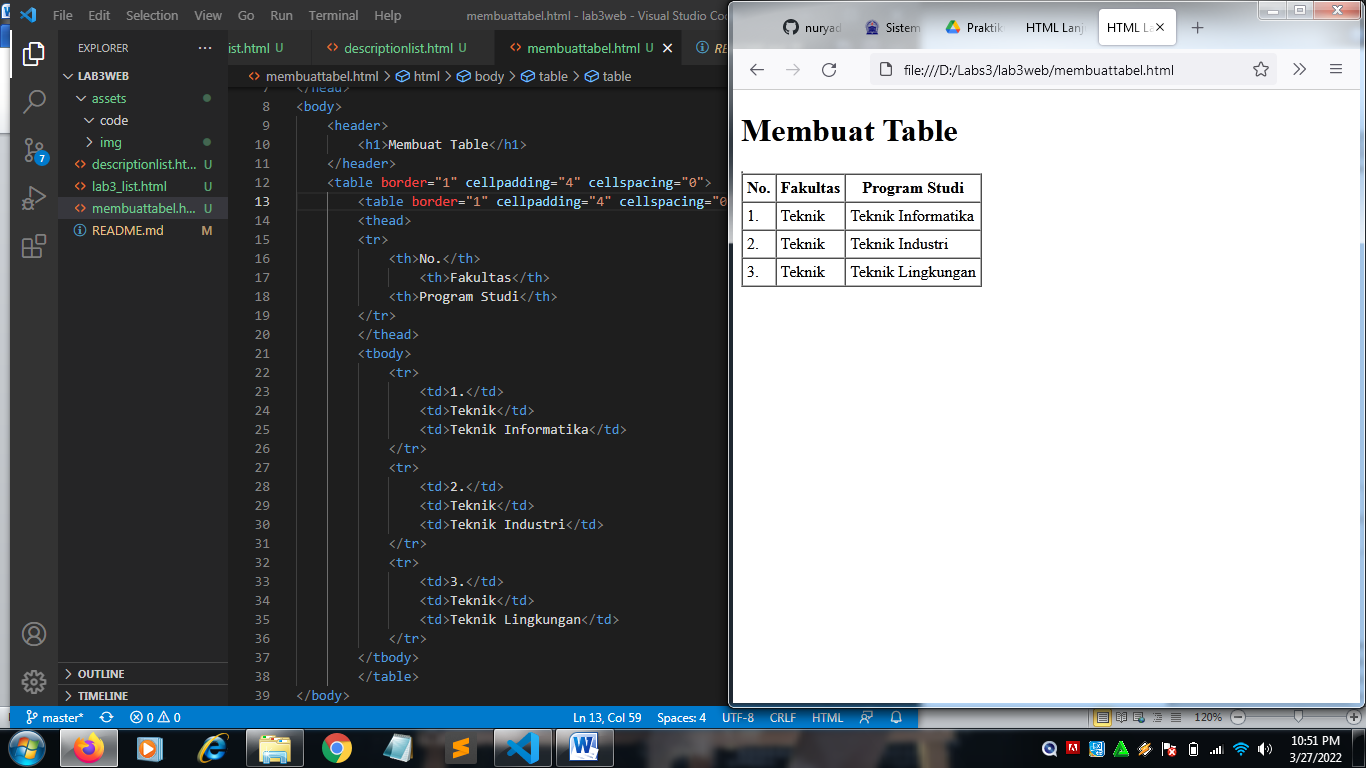 File Edit Selection View Go Run Terminal Help membuattabel.html - lab3web - Visual Studio
EXPLORER ...
LAB3WEB
assets
code
img
descriptionlist.ht... U
lab3_list.html U
membuattabel.h... U
README.md M
OUTLINE
TIMELINE
ist.html U descriptionlist.html U membuattabel.html U
membuattabel.html > html > body > table > table
7 </head>
8 <body>
9 <header>
10 <h1>Membuat Table</h1>
11 </header>
12 <table border="1" cellpadding="4" cellspacing="0">
13 <table border="1" cellpadding="4" cellspacing="0
14 <thead>
15 <tr>
16 <th>No.</th>
17 <th>Fakultas</th>
18 <th>Program Studi</th>
19 </tr>
20 </thead>
21 <tbody>
22 <tr>
23 <td>1.</td>
24 <td>Teknik</td>
25 <td>Teknik Informatika</td>
26 </tr>
27 <tr>
28 <td>2.</td>
29 <td>Teknik</td>
30 <td>Teknik Industri</td>
31 </tr>
32 <tr>
33 <td>3.</td>
34 <td>Teknik</td>
35 <td>Teknik Lingkungan</td>
36 </tr>
37 </tbody>
38 </table>
39 </body>
7
master* 0 0 Ln 13, Col 59 Spaces: 4 UTF-8 CRLF HTML
nuryad Sistem Praktik HTML Lanj HTML La
file:///D:/Labs3/lab3web/membuattabel.html
Membuat Table
No. Fakultas Program Studi
1. Teknik Teknik Informatika
2. Teknik Teknik Industri
3. Teknik Teknik Lingkungan
120%
10:51 PM
3/27/2022